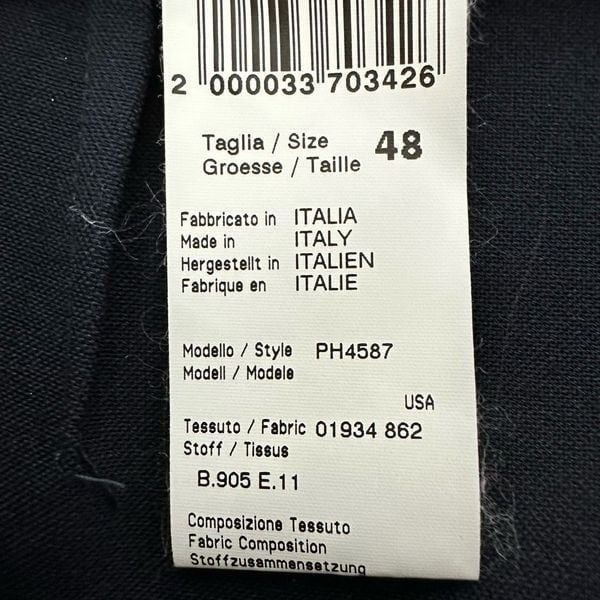 2 000033 703426
Taglia / Size 48
Groesse / Taille
Fabbricato in ITALIA
Made in ITALY
Hergestellt in ITALIEN
Fabrique en ITALIE
Modello / Style PH4587
Modell / Modele
USA
Tessuto / Fabric 01934 862
Stoff / Tissus
B.905 E.11
Composizione Tessuto
Fabric Composition
Stoffzusammensetzung